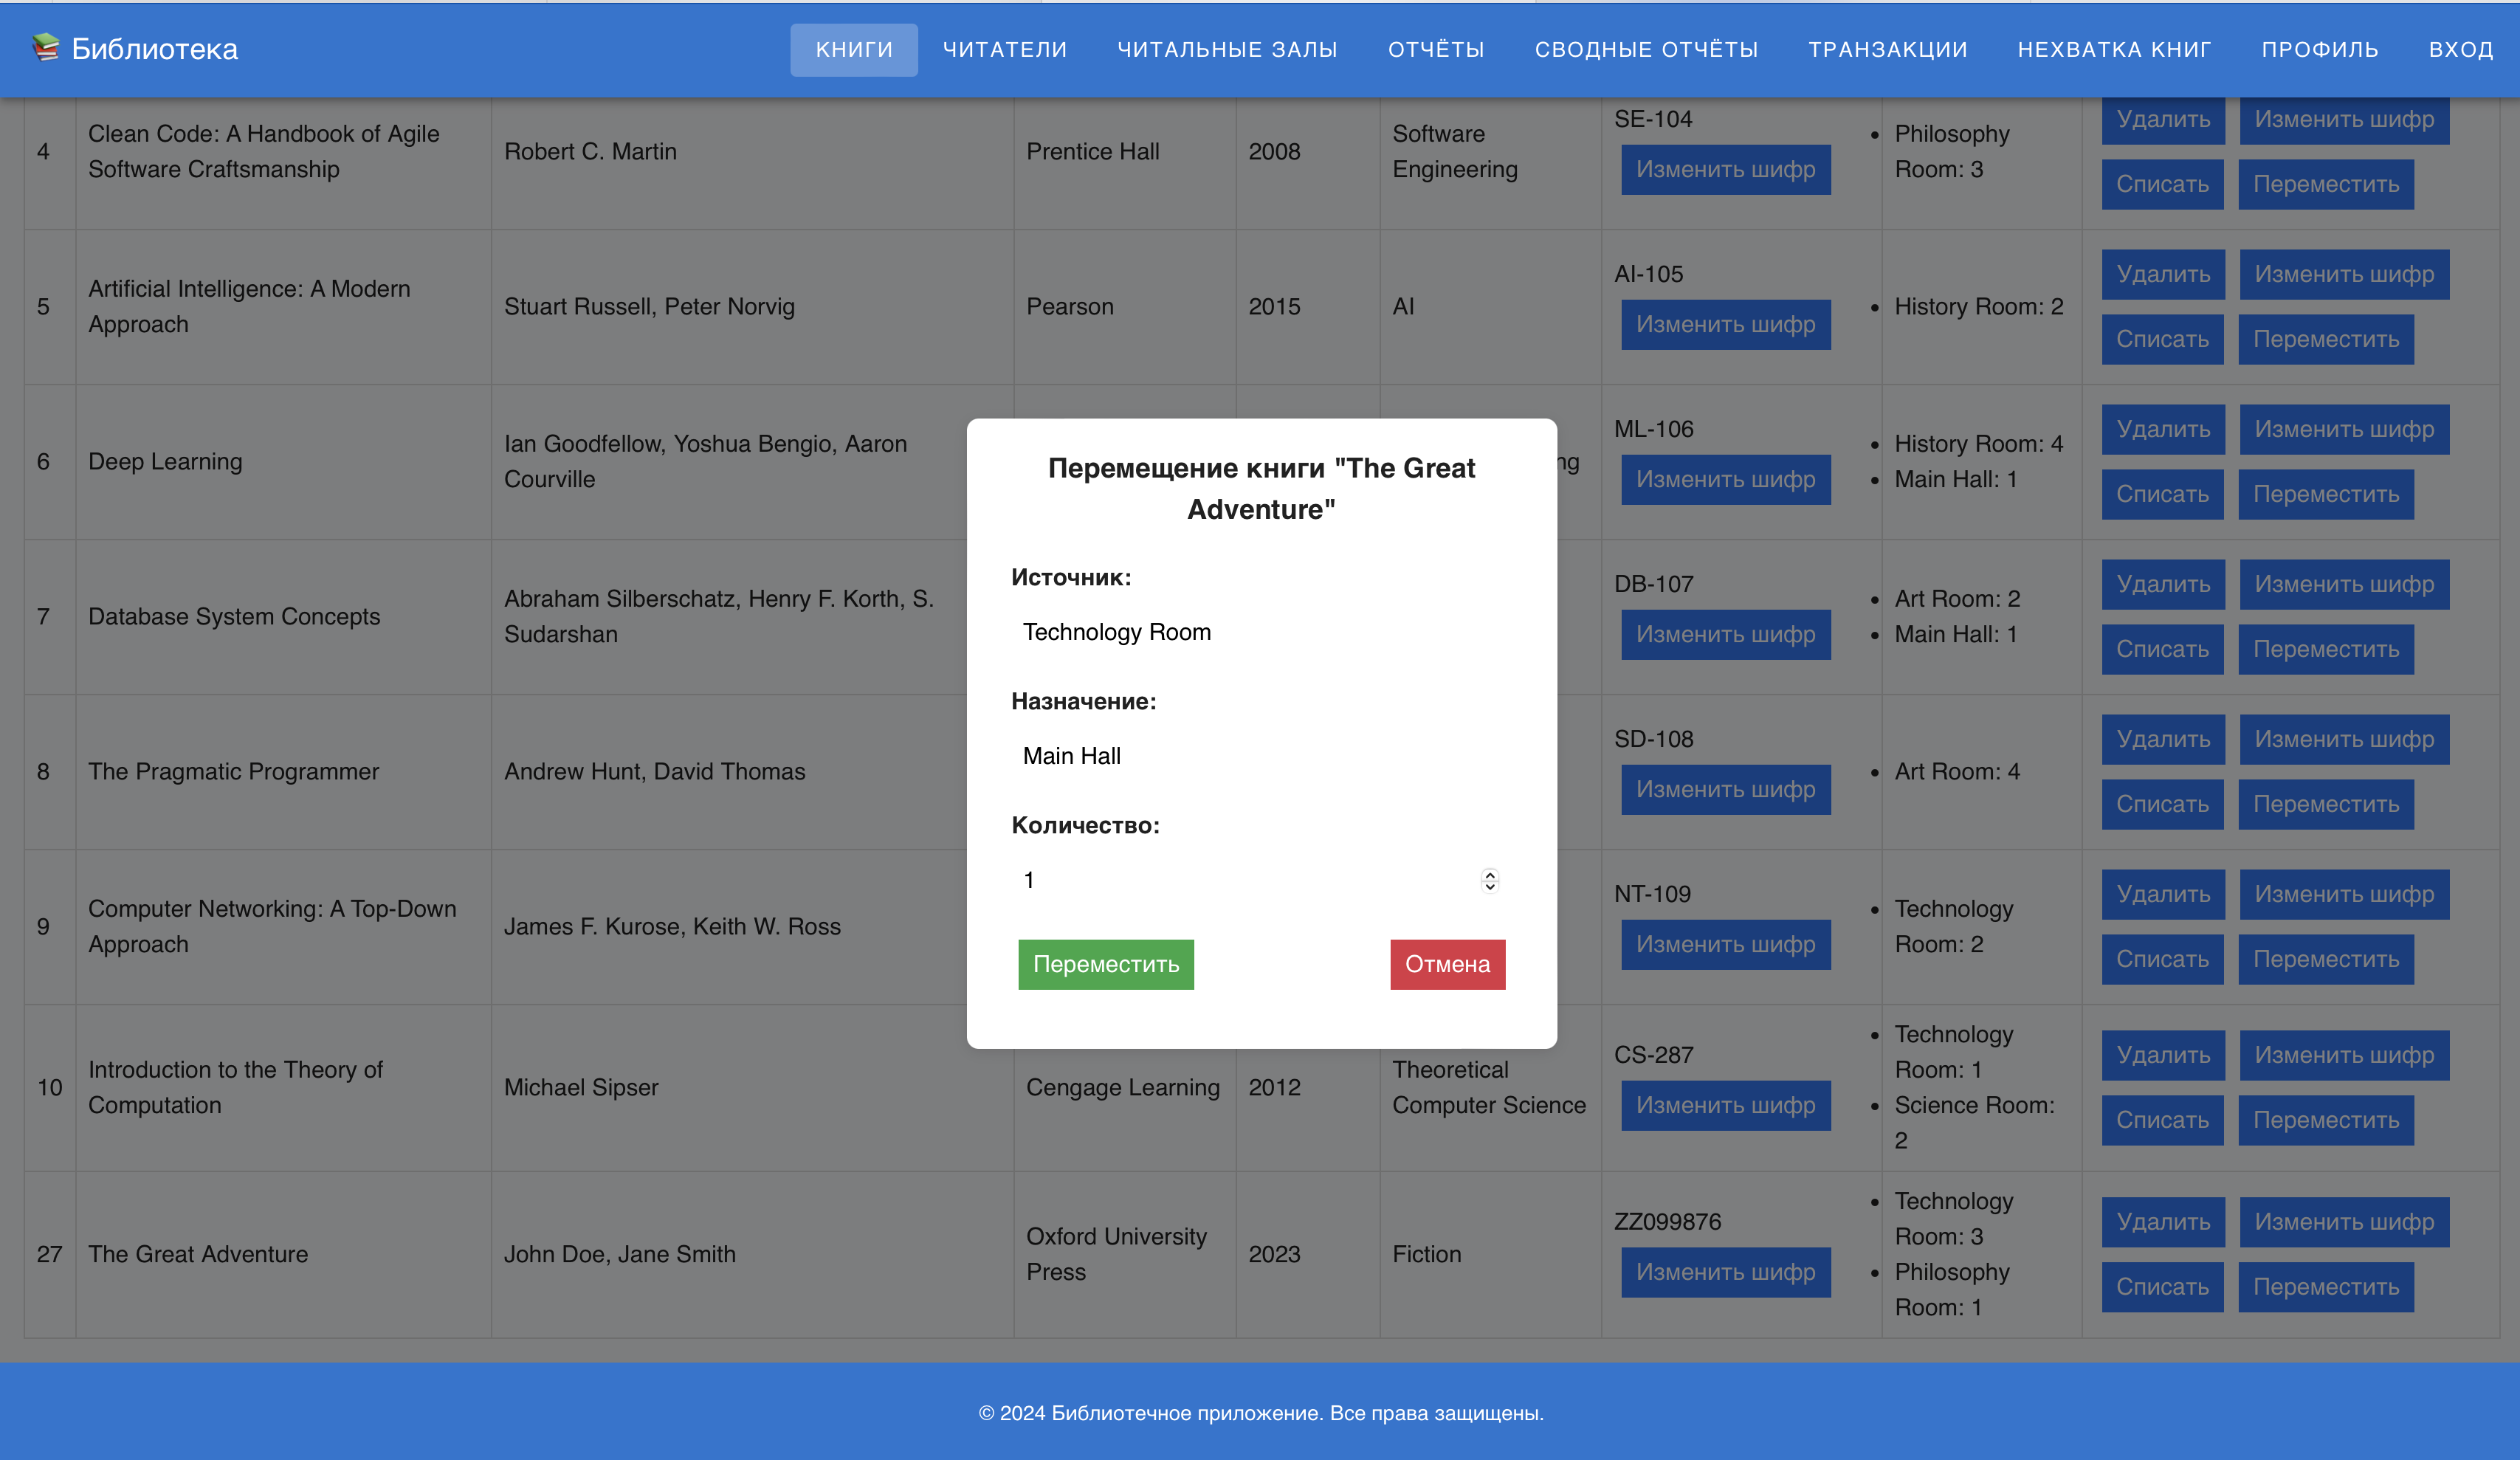 📚 Библиотека
КНИГИ ЧИТАТЕЛИ ЧИТАЛЬНЫЕ ЗАЛЫ ОТЧЁТЫ СВОДНЫЕ ОТЧЁТЫ ТРАНЗАКЦИИ НЕХВАТКА КНИГ ПРОФИЛЬ ВХОД
4
Clean Code: A Handbook of Agile
Software Craftsmanship
Robert C. Martin
Prentice Hall
2008
Software
Engineering
SE-104
Изменить шифр
• Philosophy
Room: 3
Удалить Изменить шифр
Списать Переместить
5
Artificial Intelligence: A Modern
Approach
Stuart Russell, Peter Norvig
Pearson
2015
AI
AI-105
Изменить шифр
• History Room: 2
Удалить Изменить шифр
Списать Переместить
6
Deep Learning
Ian Goodfellow, Yoshua Bengio, Aaron
Courville
ng
ML-106
Изменить шифр
• History Room: 4
• Main Hall: 1
Удалить Изменить шифр
Списать Переместить
7
Database System Concepts
Abraham Silberschatz, Henry F. Korth, S.
Sudarshan
DB-107
Изменить шифр
• Art Room: 2
• Main Hall: 1
Удалить Изменить шифр
Списать Переместить
8
The Pragmatic Programmer
Andrew Hunt, David Thomas
SD-108
Изменить шифр
• Art Room: 4
Удалить Изменить шифр
Списать Переместить
9
Computer Networking: A Top-Down
Approach
James F. Kurose, Keith W. Ross
NT-109
Изменить шифр
• Technology
Room: 2
Удалить Изменить шифр
Списать Переместить
10
Introduction to the Theory of
Computation
Michael Sipser
Cengage Learning
2012
Theoretical
Computer Science
CS-287
Изменить шифр
• Technology
Room: 1
• Science Room:
2
Удалить Изменить шифр
Списать Переместить
27
The Great Adventure
John Doe, Jane Smith
Oxford University
Press
2023
Fiction
ZZ099876
Изменить шифр
• Technology
Room: 3
• Philosophy
Room: 1
Удалить Изменить шифр
Списать Переместить
Перемещение книги "The Great
Adventure"
Источник:
Technology Room
Назначение:
Main Hall
Количество:
1
Переместить Отмена
© 2024 Библиотечное приложение. Все права защищены.